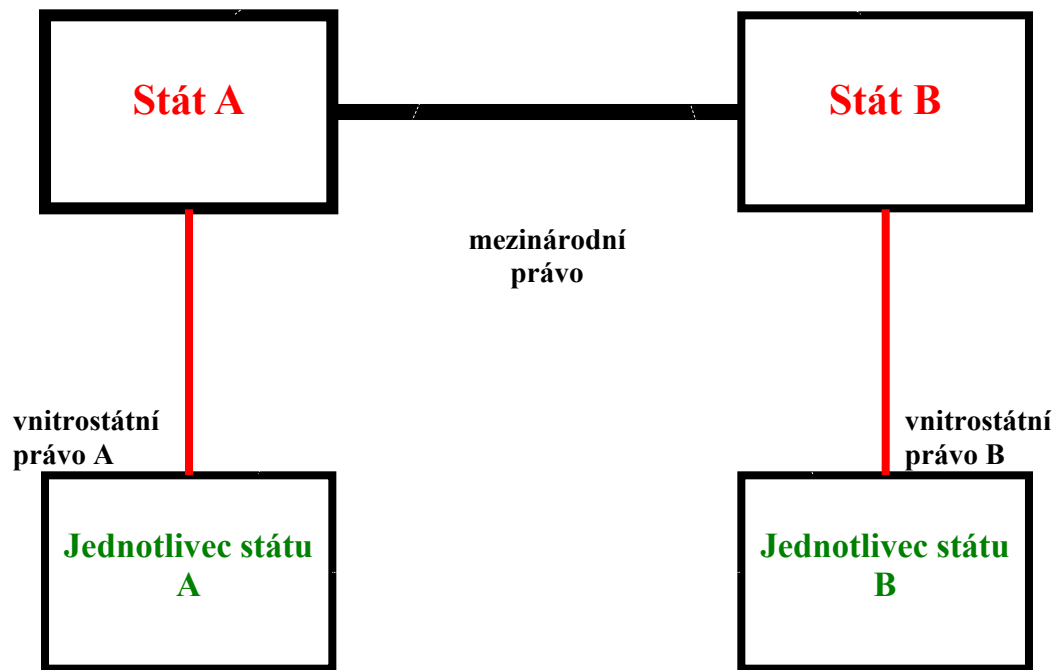 Stát A
Stát B
mezinárodní
právo
vnitrostátní
právo A
vnitrostátní
právo B
Jednotlivec státu
A
Jednotlivec státu
B